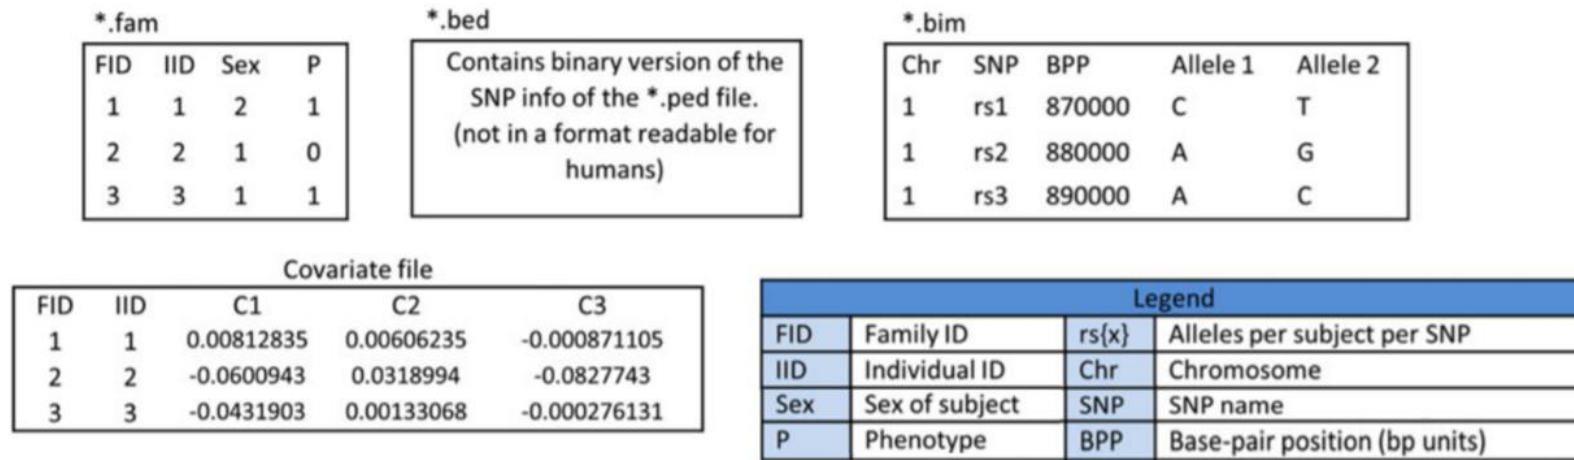 *.fam
FID IID Sex P
1 1 2 1
2 2 1 0
3 3 1 1
*.bed
Contains binary version of the
SNP info of the *.ped file.
(not in a format readable for
humans)
*.bim
Chr SNP BPP Allele 1 Allele 2
1 rs1 870000 C T
1 rs2 880000 A G
1 rs3 890000 A C
Covariate file
FID IID C1 C2 C3
1 1 0.00812835 0.00606235 -0.000871105
2 2 -0.0600943 0.0318994 -0.0827743
3 3 -0.0431903 0.00133068 -0.000276131
Legend
FID Family ID rs{x} Alleles per subject per SNP
IID Individual ID Chr Chromosome
Sex Sex of subject SNP SNP name
P Phenotype BPP Base-pair position (bp units)